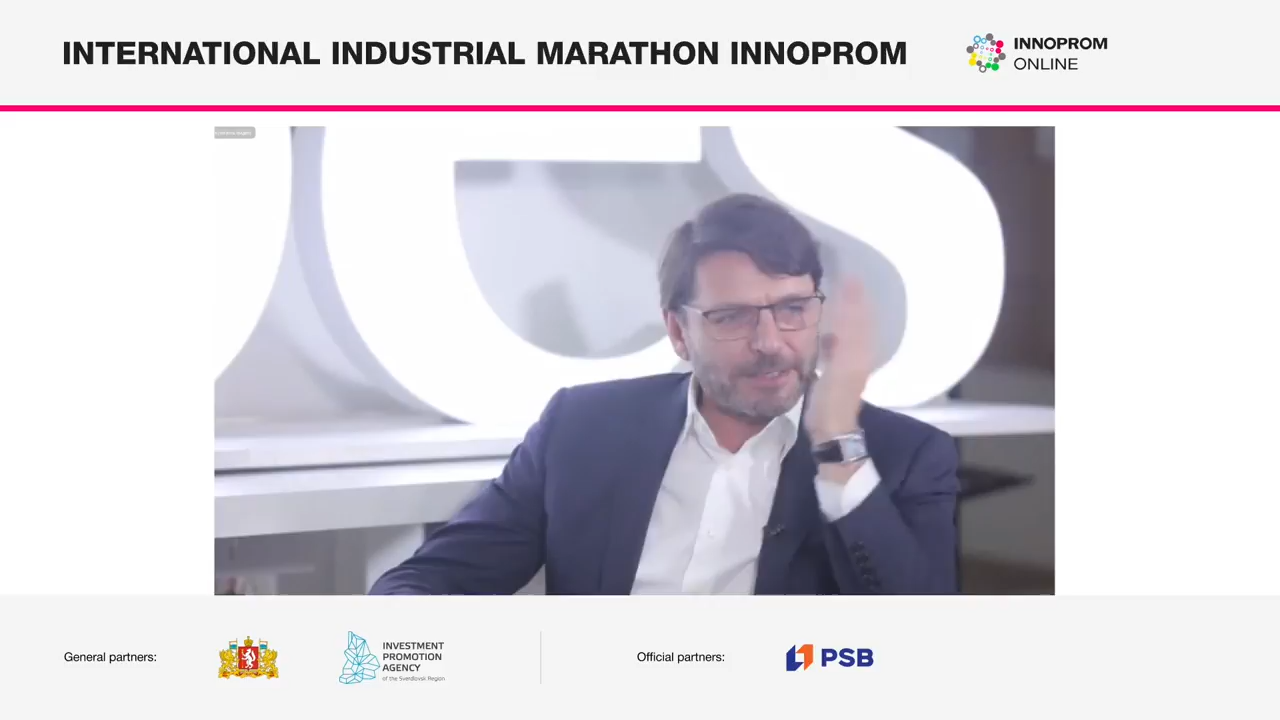 INTERNATIONAL INDUSTRIAL MARATHON INNOPROM
INNOPROM
ONLINE
General partners:
INVESTMENT
PROMOTION
AGENCY
of the Sverdlovsk Region
Official partners:
PSB